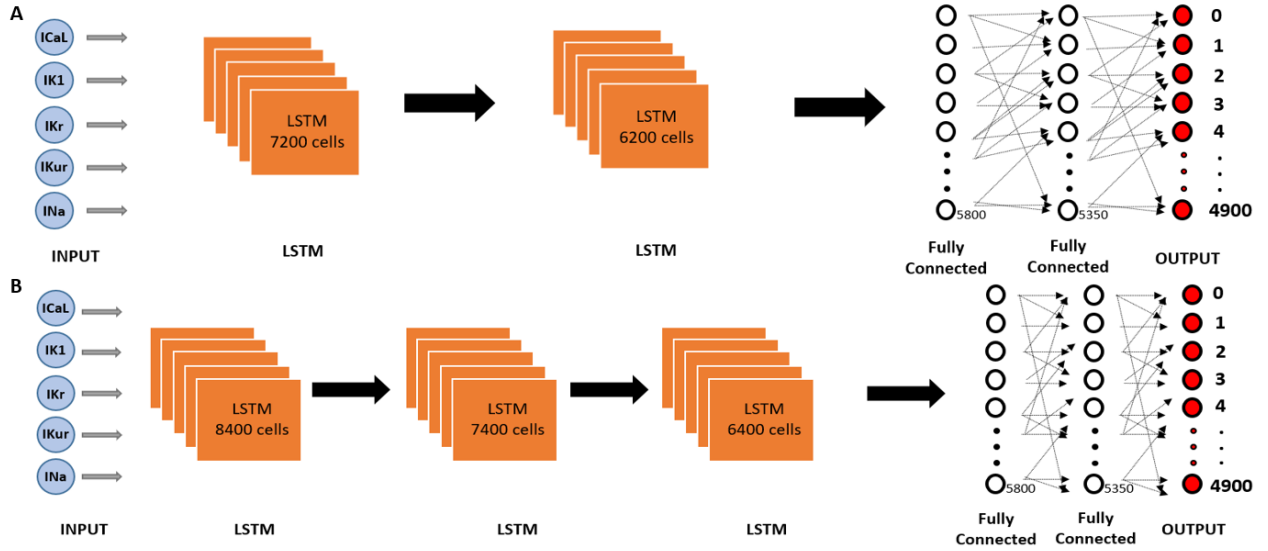 A
ICaL
IK1
IKr
IKur
INa
INPUT
LSTM
7200 cells
LSTM
LSTM
6200 cells
LSTM
5800
Fully
Connected
5350
Fully
Connected
0
1
2
3
4
4900
OUTPUT
B
ICaL
IK1
IKr
IKur
INa
INPUT
LSTM
8400 cells
LSTM
LSTM
7400 cells
LSTM
LSTM
6400 cells
LSTM
5800
Fully
Connected
5350
Fully
Connected
0
1
2
3
4
4900
OUTPUT